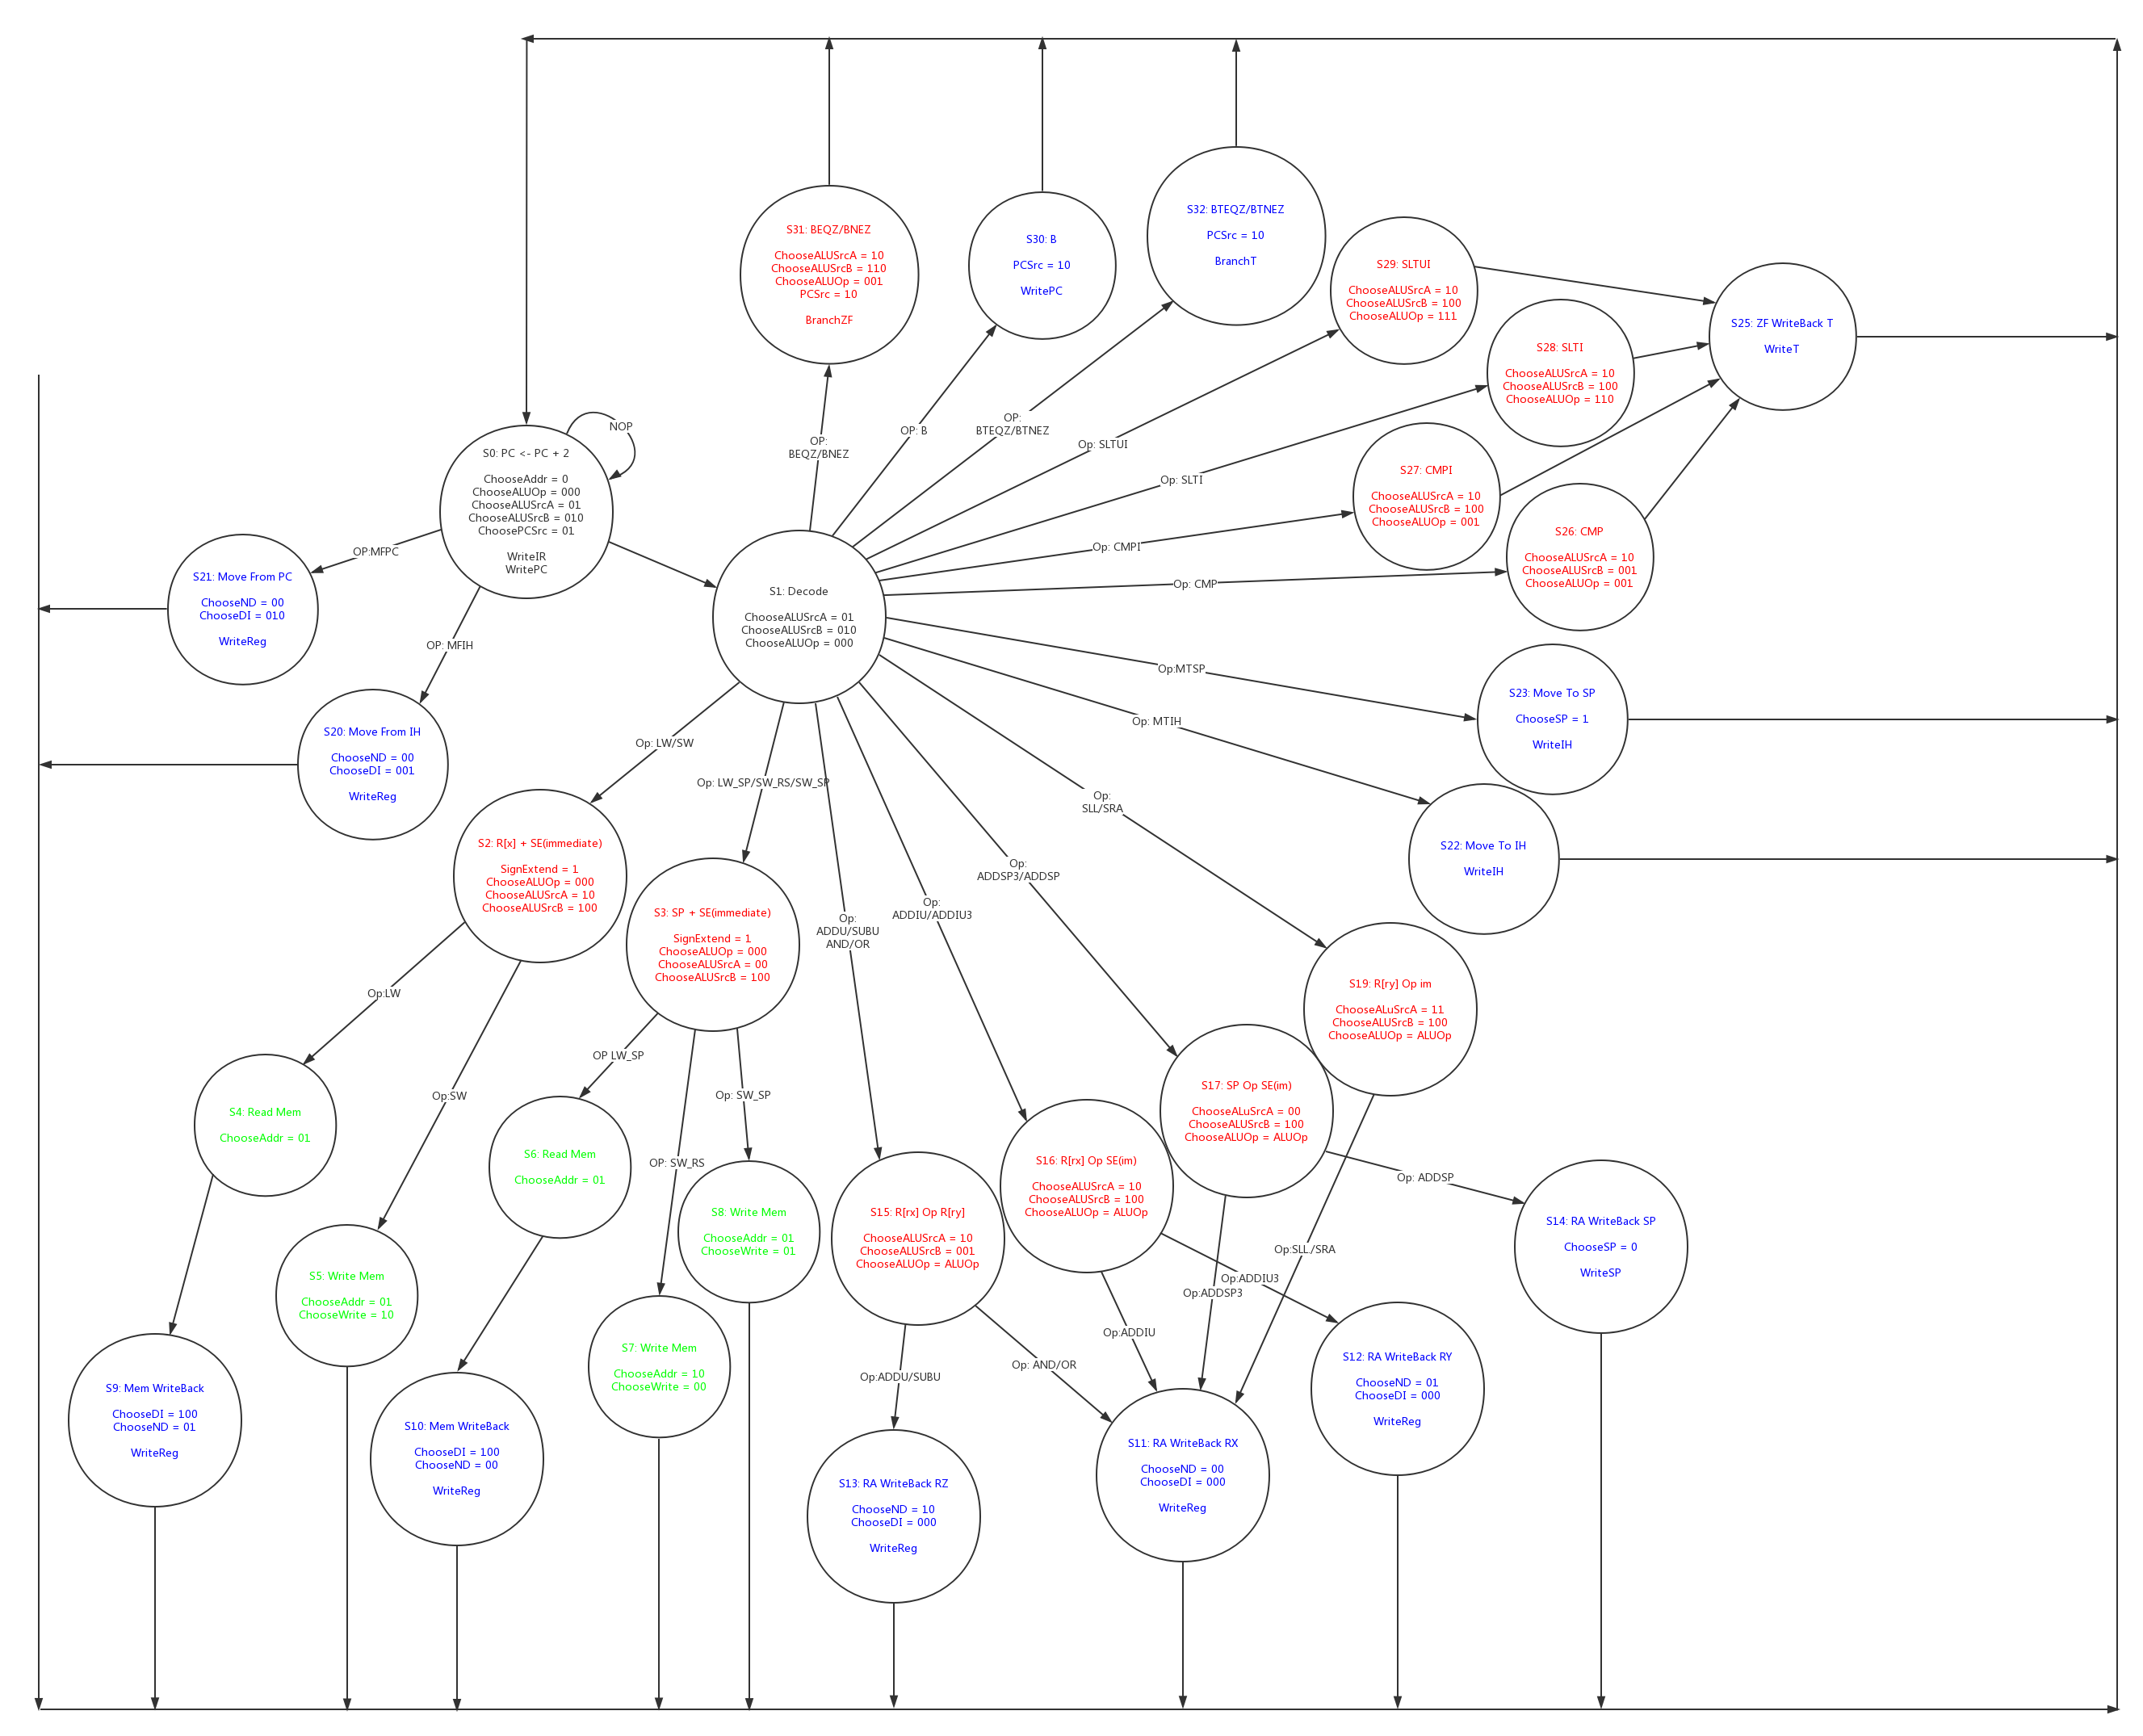 S31: BEQZ/BNEZ
ChooseALUSrcA = 10
ChooseALUSrcB = 110
ChooseALUOp = 001
PCSrc = 10
BranchZF
S30: B
PCSrc = 10
WritePC
S32: BTEQZ/BTNEZ
PCSrc = 10
BranchT
S29: SLTUI
ChooseALUSrcA = 10
ChooseALUSrcB = 100
ChooseALUOp = 111
S28: SLTI
ChooseALUSrcA = 10
ChooseALUSrcB = 100
ChooseALUOp = 110
S25: ZF WriteBack T
WriteT
NOP
S0: PC <- PC + 2
ChooseAddr = 0
ChooseALUOp = 000
ChooseALUSrcA = 01
ChooseALUSrcB = 010
ChoosePCSrc = 01
WriteIR
WritePC
OP:
BEQZ/BNEZ
OP: B
OP:
BTEQZ/BTNEZ
Op: SLTUI
Op: SLTI
Op: CMPI
Op: CMP
S27: CMPI
ChooseALUSrcA = 10
ChooseALUSrcB = 100
ChooseALUOp = 001
S26: CMP
ChooseALUSrcA = 10
ChooseALUSrcB = 001
ChooseALUOp = 001
OP:MFPC
S21: Move From PC
ChooseND = 00
ChooseDI = 010
WriteReg
OP: MFIH
S20: Move From IH
ChooseND = 00
ChooseDI = 001
WriteReg
S1: Decode
ChooseALUSrcA = 01
ChooseALUSrcB = 010
ChooseALUOp = 000
Op:MTSP
S23: Move To SP
ChooseSP = 1
WriteIH
Op: MTIH
S22: Move To IH
WriteIH
Op: LW/SW
Op: LW_SP/SW_RS/SW_SP
Op:
SLL/SRA
Op:
ADDSP3/ADDSP
Op:
ADDIU/ADDIU3
Op:
ADDU/SUBU
AND/OR
S2: R[x] + SE(immediate)
SignExtend = 1
ChooseALUOp = 000
ChooseALUSrcA = 10
ChooseALUSrcB = 100
S3: SP + SE(immediate)
SignExtend = 1
ChooseALUOp = 000
ChooseALUSrcA = 00
ChooseALUSrcB = 100
S19: R[ry] Op im
ChooseALuSrcA = 11
ChooseALUSrcB = 100
ChooseALUOp = ALUOp
Op:LW
Op:SW
OP LW_SP
OP: SW_RS
Op: SW_SP
S17: SP Op SE(im)
ChooseALuSrcA = 00
ChooseALUSrcB = 100
ChooseALUOp = ALUOp
S4: Read Mem
ChooseAddr = 01
S6: Read Mem
ChooseAddr = 01
S8: Write Mem
ChooseAddr = 01
ChooseWrite = 01
S15: R[rx] Op R[ry]
ChooseALUSrcA = 10
ChooseALUSrcB = 001
ChooseALUOp = ALUOp
S16: R[rx] Op SE(im)
ChooseALUSrcA = 10
ChooseALUSrcB = 100
ChooseALUOp = ALUOp
Op: ADDSP
S14: RA WriteBack SP
ChooseSP = 0
WriteSP
Op:SLL/SRA
Op:ADDIU3
Op:ADDSP3
Op:ADDIU
Op: AND/OR
Op:ADDU/SUBU
S5: Write Mem
ChooseAddr = 01
ChooseWrite = 10
S7: Write Mem
ChooseAddr = 10
ChooseWrite = 00
S12: RA WriteBack RY
ChooseND = 01
ChooseDI = 000
WriteReg
S9: Mem WriteBack
ChooseDI = 100
ChooseND = 01
WriteReg
S10: Mem WriteBack
ChooseDI = 100
ChooseND = 00
WriteReg
S13: RA WriteBack RZ
ChooseND = 10
ChooseDI = 000
WriteReg
S11: RA WriteBack RX
ChooseND = 00
ChooseDI = 000
WriteReg